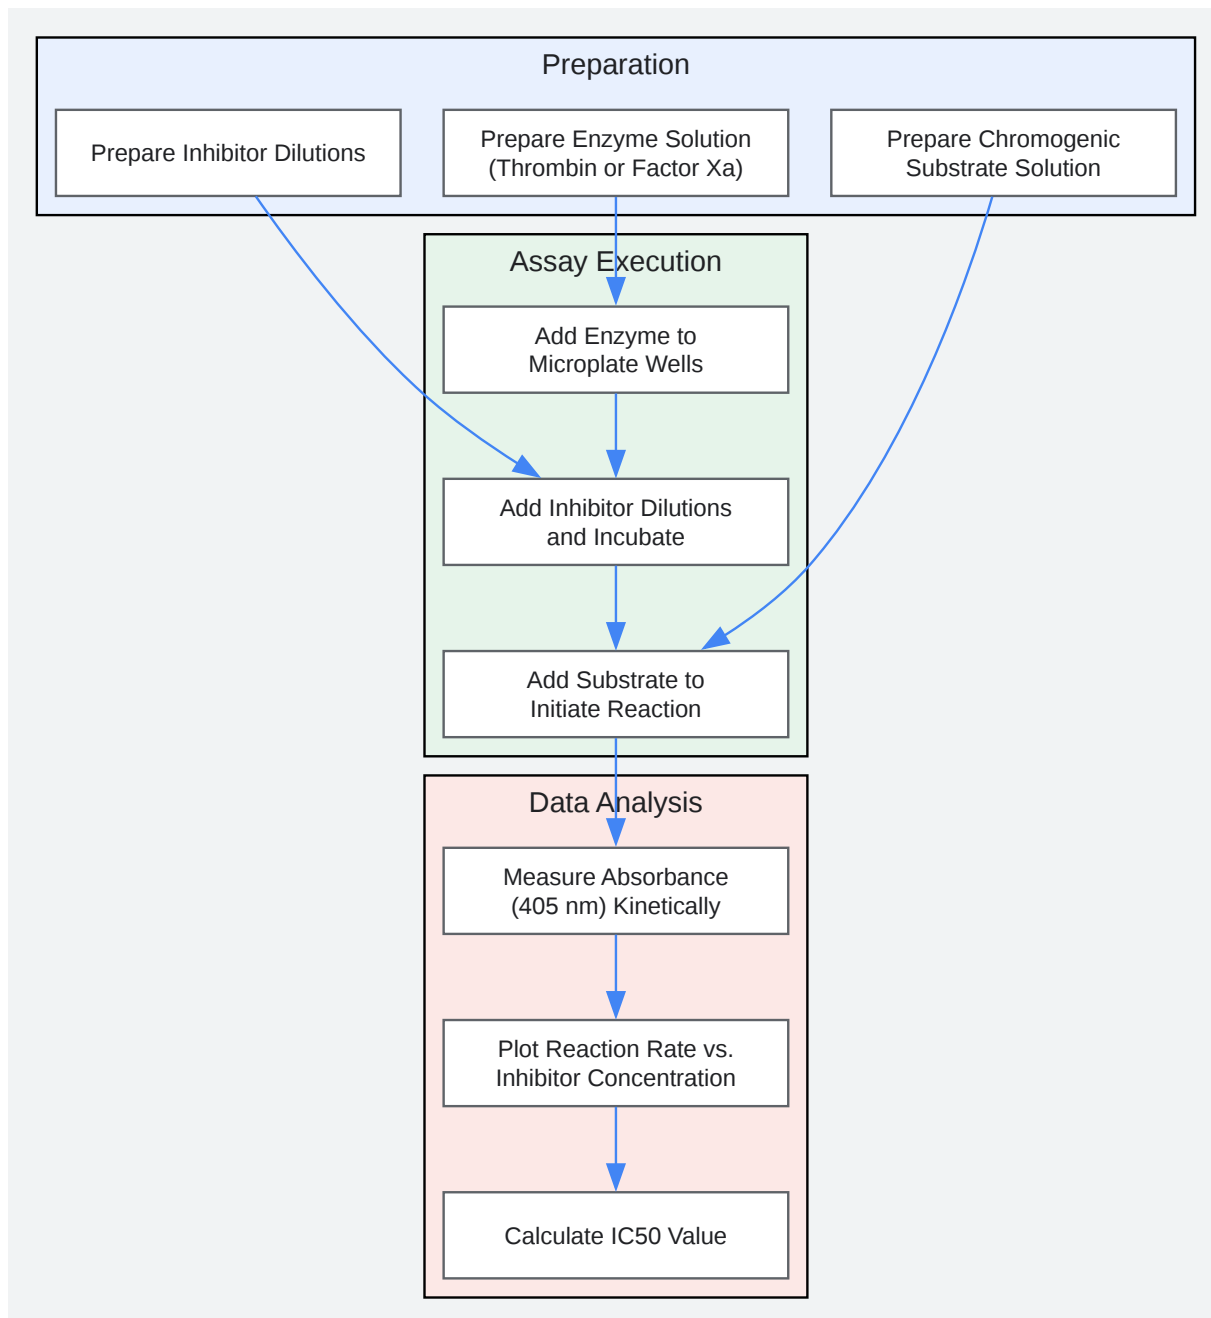 Preparation
Prepare Inhibitor Dilutions
Prepare Enzyme Solution
(Thrombin or Factor Xa)
Prepare Chromogenic
Substrate Solution
Assay Execution
Add Enzyme to
Microplate Wells
Add Inhibitor Dilutions
and Incubate
Add Substrate to
Initiate Reaction
Data Analysis
Measure Absorbance
(405 nm) Kinetically
Plot Reaction Rate vs.
Inhibitor Concentration
Calculate IC50 Value